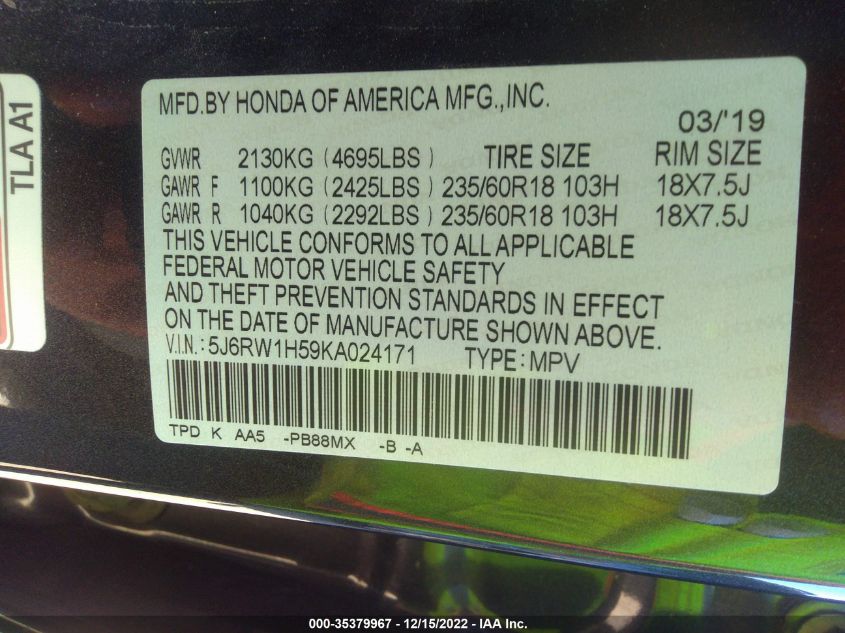 TLA A1
MFD.BY HONDA OF AMERICA MFG.,INC.
03/'19
GVWR 2130KG (4695LBS) TIRE SIZE RIM SIZE
GAWR F 1100KG (2425LBS) 235/60R18 103H 18X7.5J
GAWR R 1040KG (2292LBS) 235/60R18 103H 18X7.5J
THIS VEHICLE CONFORMS TO ALL APPLICABLE
FEDERAL MOTOR VEHICLE SAFETY
AND THEFT PREVENTION STANDARDS IN EFFECT
ON THE DATE OF MANUFACTURE SHOWN ABOVE.
V.I.N.: 5J6RW1H59KA024171 TYPE: MPV
TPD K AA5 -PB88MX -B -A
000-35379967 - 12/15/2022 - IAA Inc.